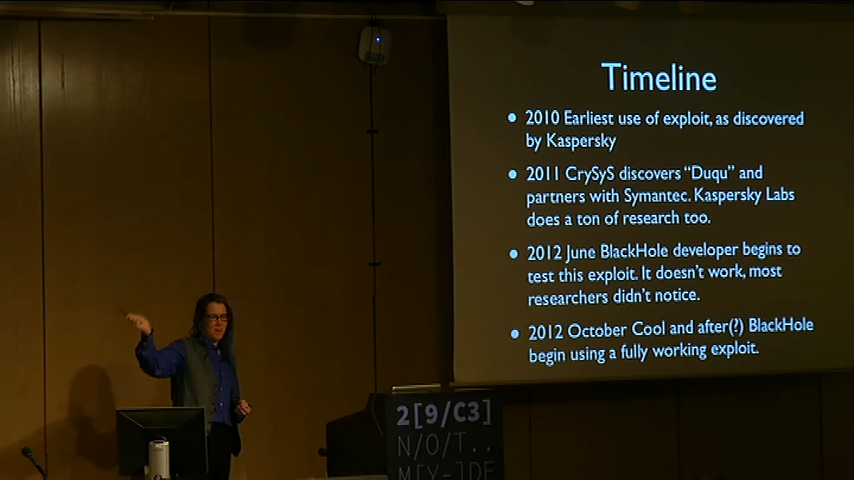 Timeline
• 2010 Earliest use of exploit, as discovered
by Kaspersky
• 2011 CrySyS discovers “Duqu” and
partners with Symantec. Kaspersky Labs
does a ton of research too.
• 2012 June BlackHole developer begins to
test this exploit. It doesn’t work, most
researchers didn’t notice.
• 2012 October Cool and after(?) BlackHole
begin using a fully working exploit.
2[9/C3]
N/O/T..
M[Y-]DE